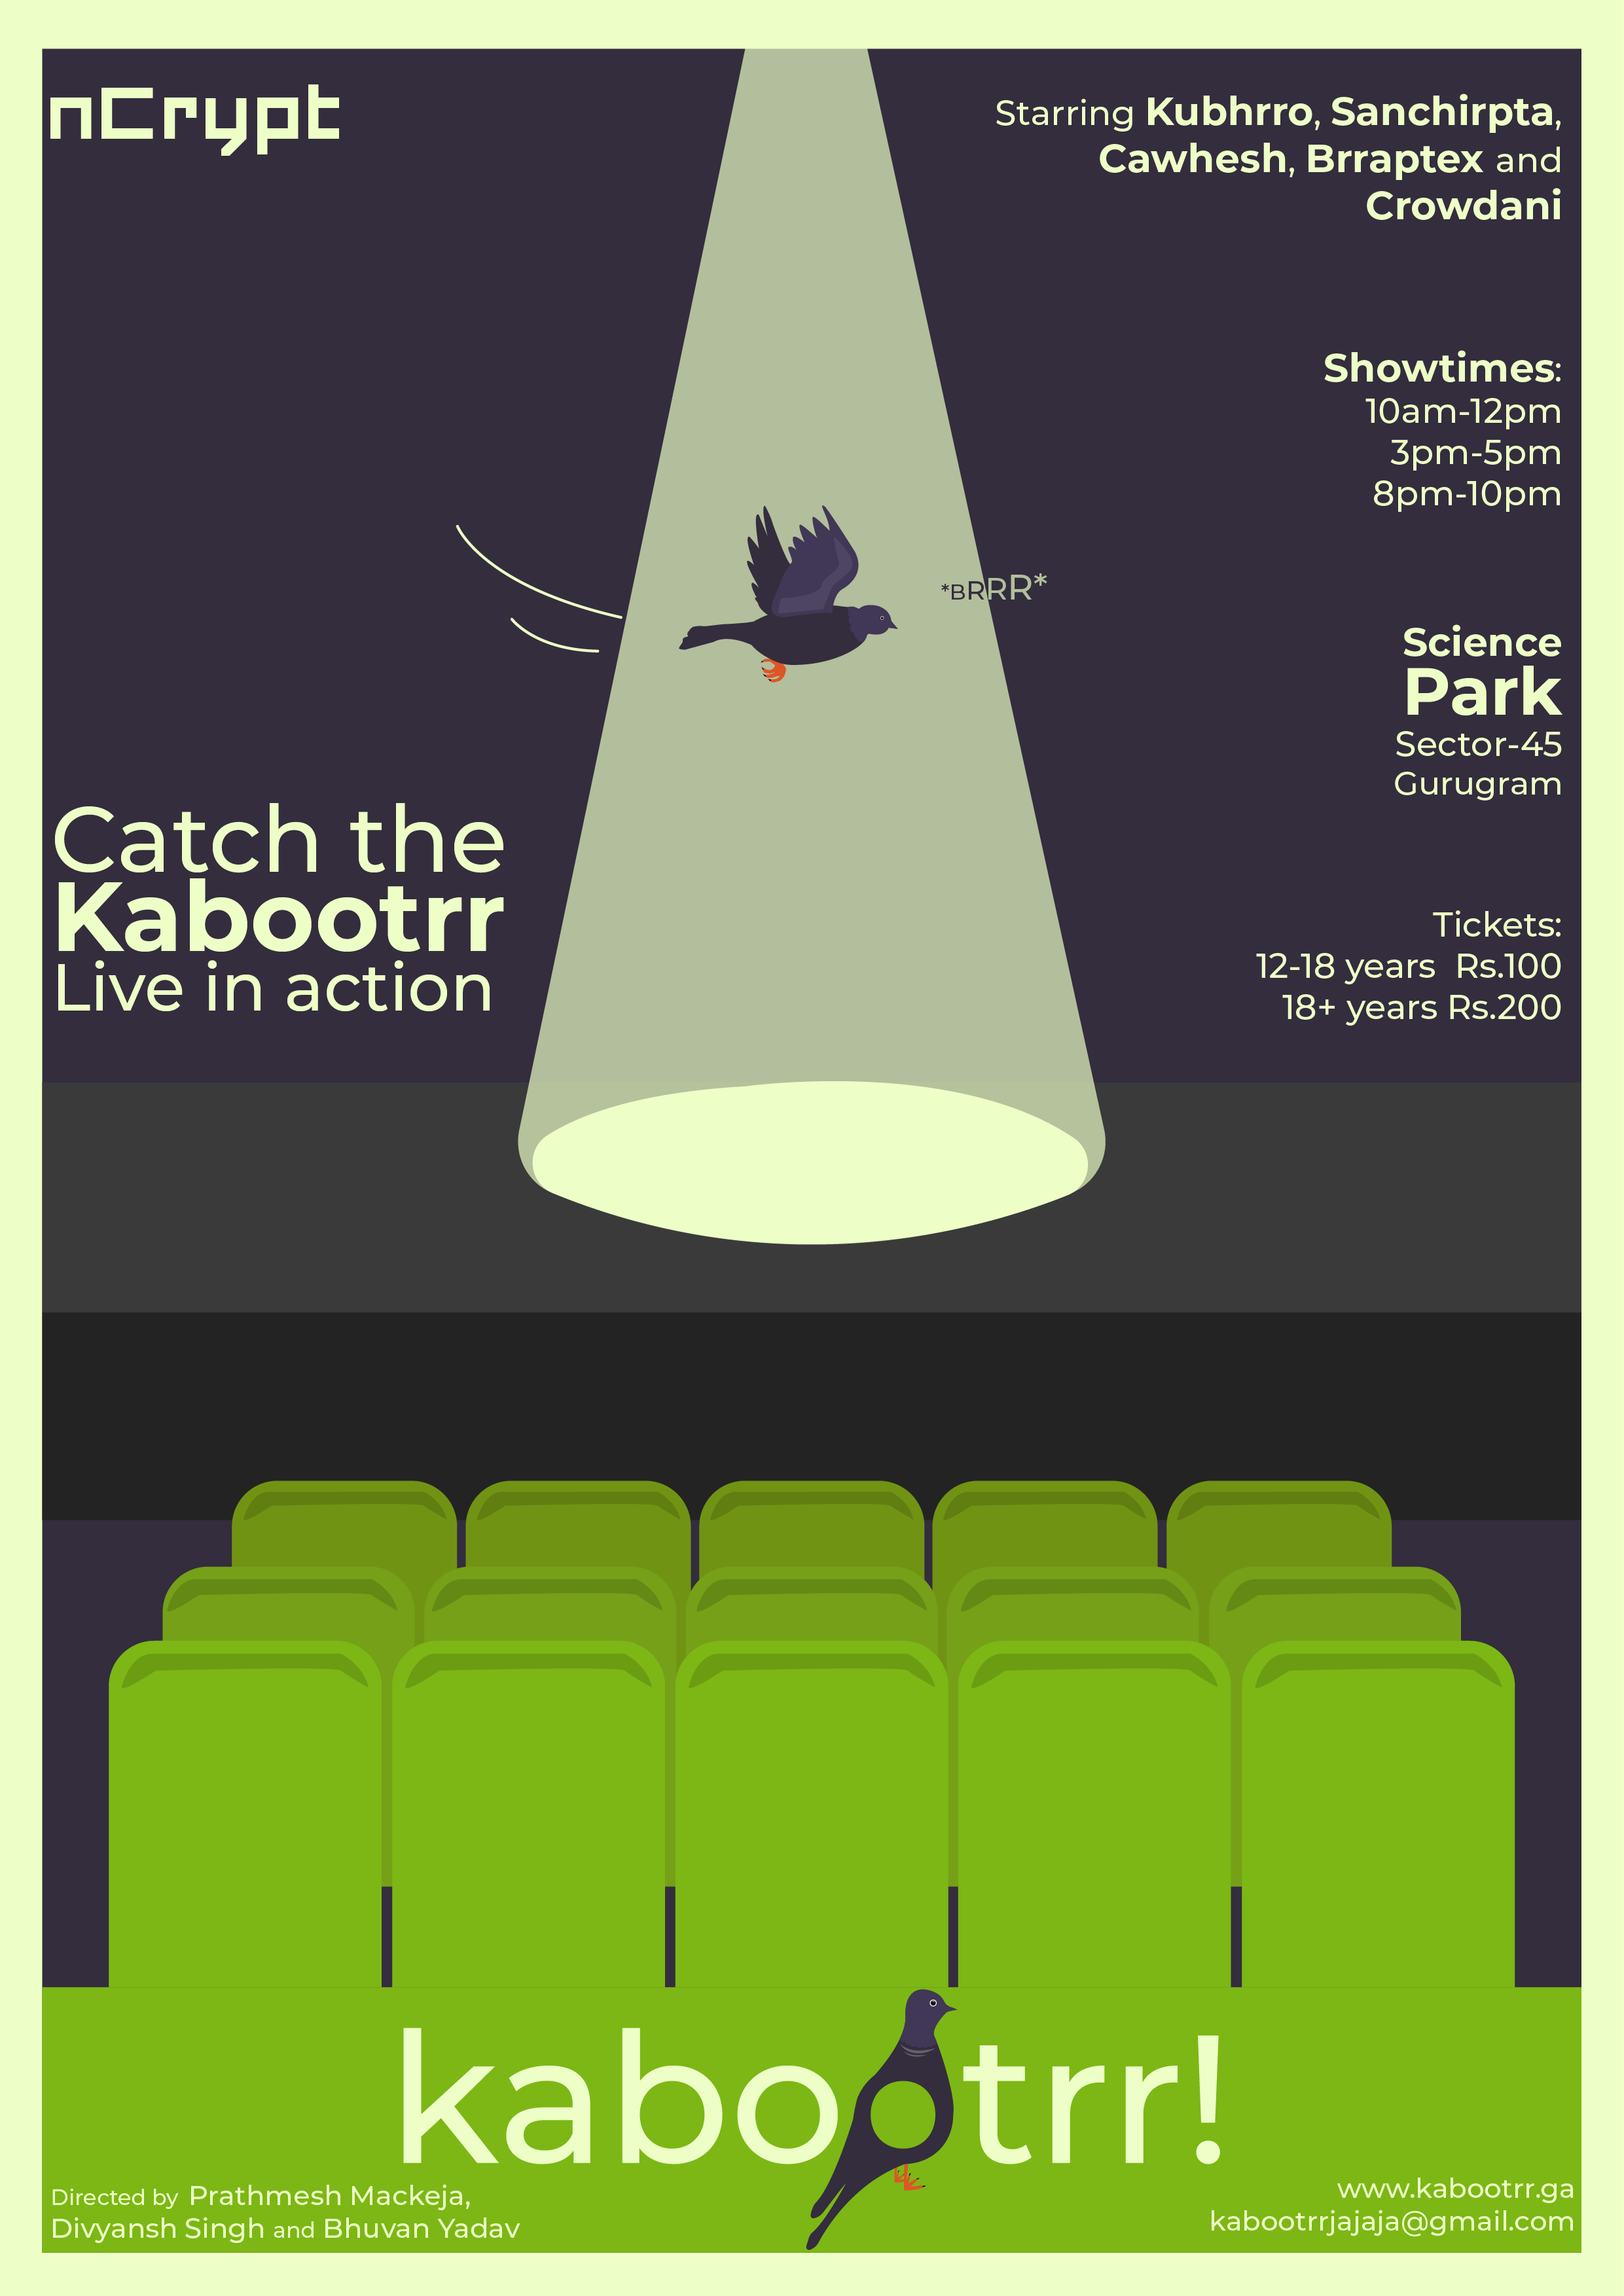 nCrypt
Starring Kubhrro, Sanchirpta,
Cawhesh, Brraptex and
Crowdani
Showtimes:
10am-12pm
3pm-5pm
8pm-10pm
*BRRR*
Science
Park
Sector-45
Gurugram
Catch the
Kabootrr
Live in action
Tickets:
12-18 years  Rs.100
18+ years Rs.200
kabootrr!
Directed by Prathmesh Mackeja,
Divyansh Singh and Bhuvan Yadav
www.kabootrr.ga
kabootrrjajaja@gmail.com